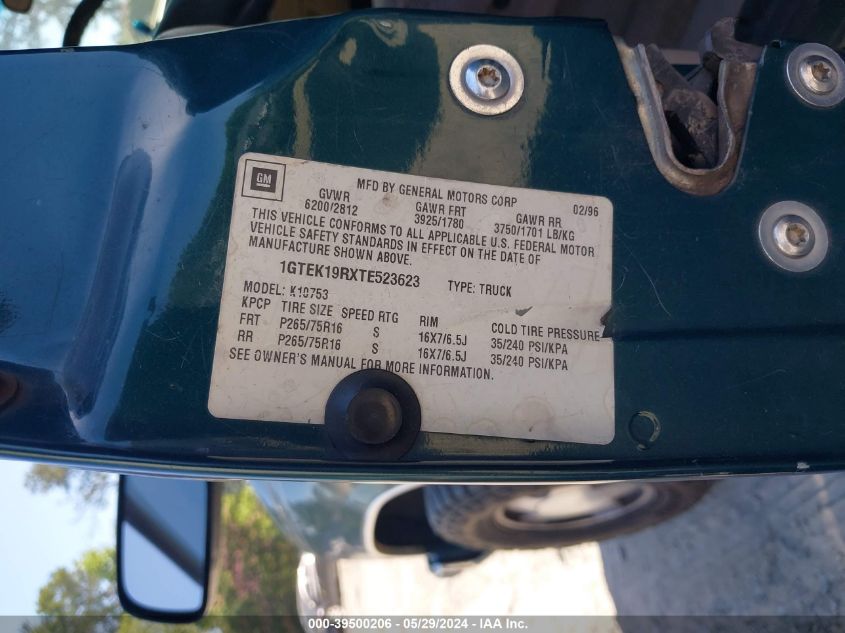 GM
MFD BY GENERAL MOTORS CORP 02/96
GVWR GAWR FRT GAWR RR
6200/2812 3925/1780 3750/1701 LB/KG
THIS VEHICLE CONFORMS TO ALL APPLICABLE U.S. FEDERAL MOTOR
VEHICLE SAFETY STANDARDS IN EFFECT ON THE DATE OF
MANUFACTURE SHOWN ABOVE.
1GTEK19RXTE523623 TYPE: TRUCK
MODEL: K10753
KPCP TIRE SIZE SPEED RTG RIM COLD TIRE PRESSURE
FRT P265/75R16 S 16X7/6.5J 35/240 PSI/KPA
RR P265/75R16 S 16X7/6.5J 35/240 PSI/KPA
SEE OWNER'S MANUAL FOR MORE INFORMATION.
000-39500206 - 05/29/2024 - IAA Inc.